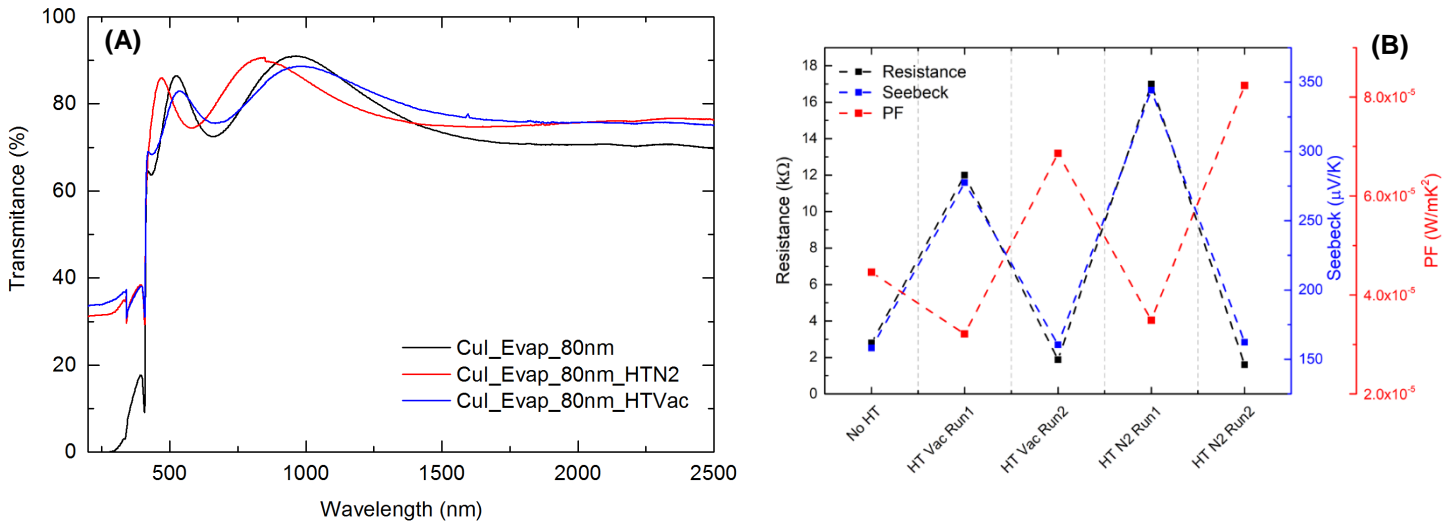 (A)
100
80
60
40
20
0
Transmitance (%)
500
1000
1500
2000
2500
Wavelength (nm)
CuI_Evap_80nm
CuI_Evap_80nm_HTN2
CuI_Evap_80nm_HTVac
(B)
18
16
14
12
10
8
6
4
2
0
Resistance (kΩ)
Resistance
Seebeck
PF
No HT
HT Vac Run1
HT Vac Run2
HT N2 Run1
HT N2 Run2
350
300
250
200
150
Seebeck (μV/K)
8.0x10⁻⁵
6.0x10⁻⁵
4.0x10⁻⁵
2.0x10⁻⁵
PF (W/mK²)